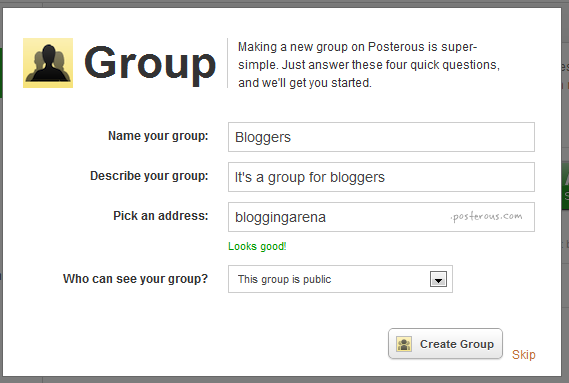 Group
Making a new group on Posterous is super-
simple. Just answer these four quick questions,
and we'll get you started.
Name your group: Bloggers
Describe your group: It's a group for bloggers
Pick an address: bloggingarena .posterous.com
Looks good!
Who can see your group? This group is public
Create Group
Skip